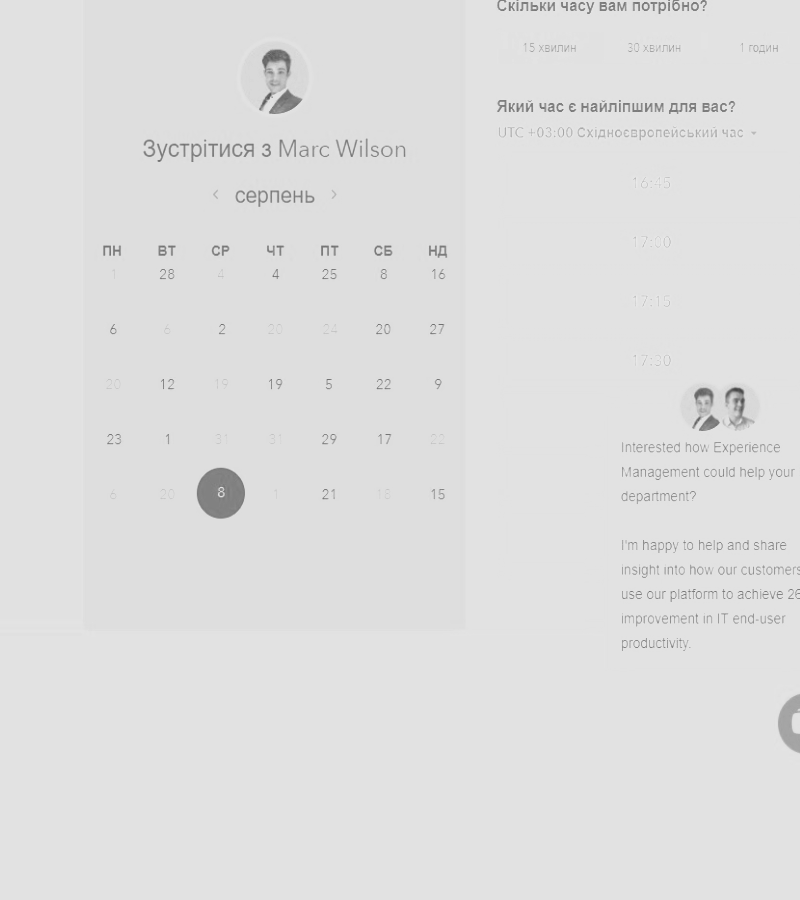 Скільки часу вам потрібно?
15 хвилин 30 хвилин 1 годин
Зустрітися з Marc Wilson
серпень
ПН ВТ СР ЧТ ПТ СБ НД
1 28 4 4 25 8 16
6 6 2 20 24 20 27
20 12 19 19 5 22 9
23 1 31 31 29 17 22
6 20 8 1 21 18 15
Який час є найліпшим для вас?
UTC +03:00 Східноєвропейський час
16:45
17:00
17:15
17:30
Interested how Experience
Management could help your
department?
I'm happy to help and share
insight into how our customers
use our platform to achieve 26
improvement in IT end-user
productivity.